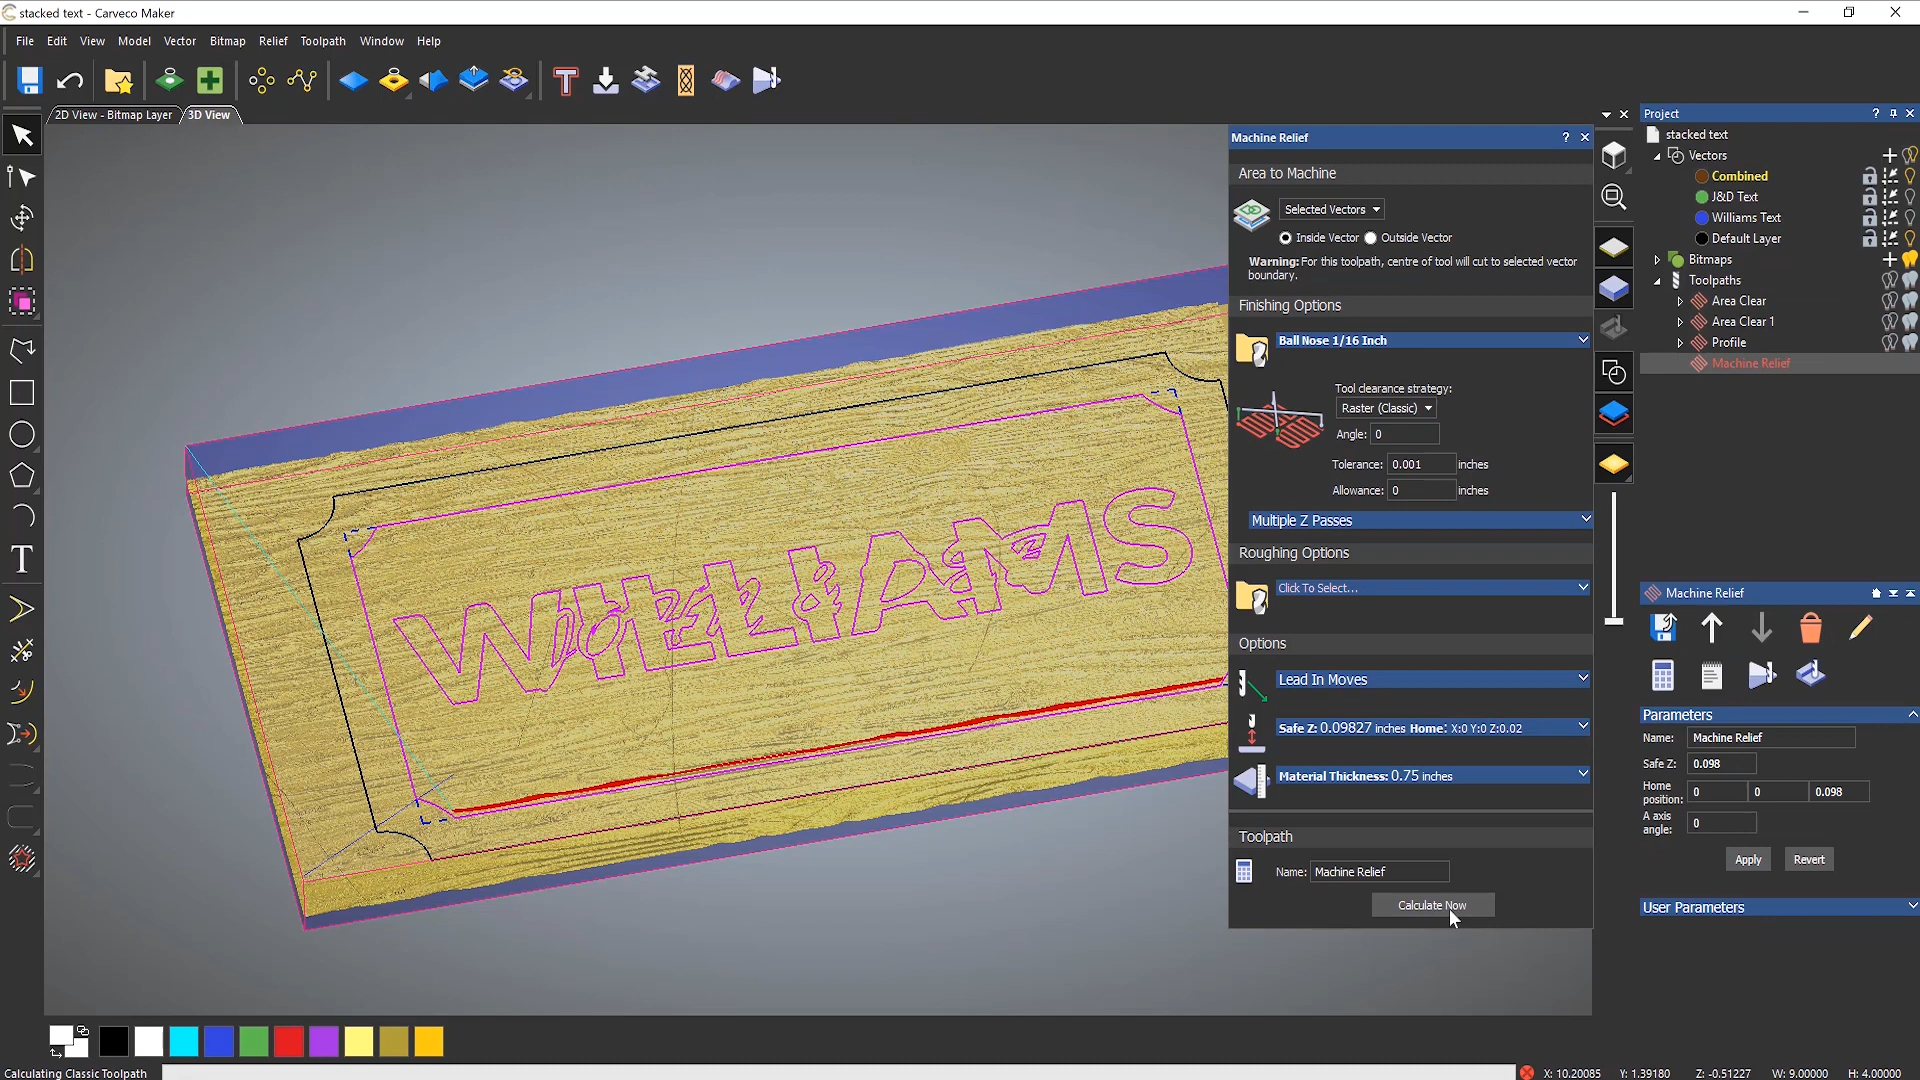 stacked text - Carveco Maker
File Edit View Model Vector Bitmap Relief Toolpath Window Help
2D View - Bitmap Layer 3D View
WILLIAMS
Machine Relief
Area to Machine
Selected Vectors
Inside Vector Outside Vector
Warning: For this toolpath, centre of tool will cut to selected vector
boundary.
Finishing Options
Ball Nose 1/16 Inch
Tool clearance strategy:
Raster (Classic)
Angle: 0
Tolerance: 0.001 inches
Allowance: 0 inches
Multiple Z Passes
Roughing Options
Click To Select...
Options
Lead In Moves
Safe Z: 0.09827 inches Home: X:0 Y:0 Z:0.02
Material Thickness: 0.75 inches
Toolpath
Name: Machine Relief
Calculate Now
Project
stacked text
Vectors
Combined
J&D Text
Williams Text
Default Layer
Bitmaps
Toolpaths
Area Clear
Area Clear 1
Profile
Machine Relief
Machine Relief
Parameters
Name: Machine Relief
Safe Z: 0.098
Home position: 0 0 0.098
A axis angle: 0
Apply Revert
User Parameters
Calculating Classic Toolpath
X: 10.20085 Y: 1.39180 Z: -0.51227 W: 9.00000 H: 4.00000